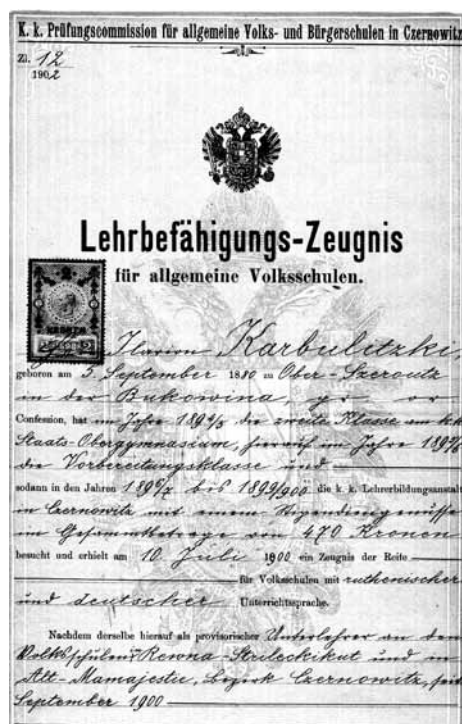 K. k. Prüfungscommission für allgemeine Volks- und Bürgerschulen in Czernowitz
Zl. 12
1902
Lehrbefähigungs-Zeugnis
für allgemeine Volksschulen.
Ilarion Karbulitzki,
geboren am 5. September 1880 zu Ober-Szeroutz
in der Bukowina, gr. or
Confession, hat im Jahre 1894/5 die zweite Klasse am k.k.
Staats-Obergymnasium, hierauf im Jahre 1895/6
die Vorbereitungsklasse und
sodann in den Jahren 1896/7 bis 1899/900 die k. k. Lehrerbildungsanstalt
in Czernowitz mit einem Stipendiengenusse
im Gesammtbetrage von 470 Kronen
besucht und erhielt am 10. Juli 1900 ein Zeugnis der Reife
für Volksschulen mit ruthenischer
und deutscher Unterrichtssprache.
Nachdem derselbe hierauf als provisorischer Unterlehrer an den
Volksschulen Rewna-Strileckikut und in
Alt-Mamajestie, Bezirk Czernowitz, seit
September 1900